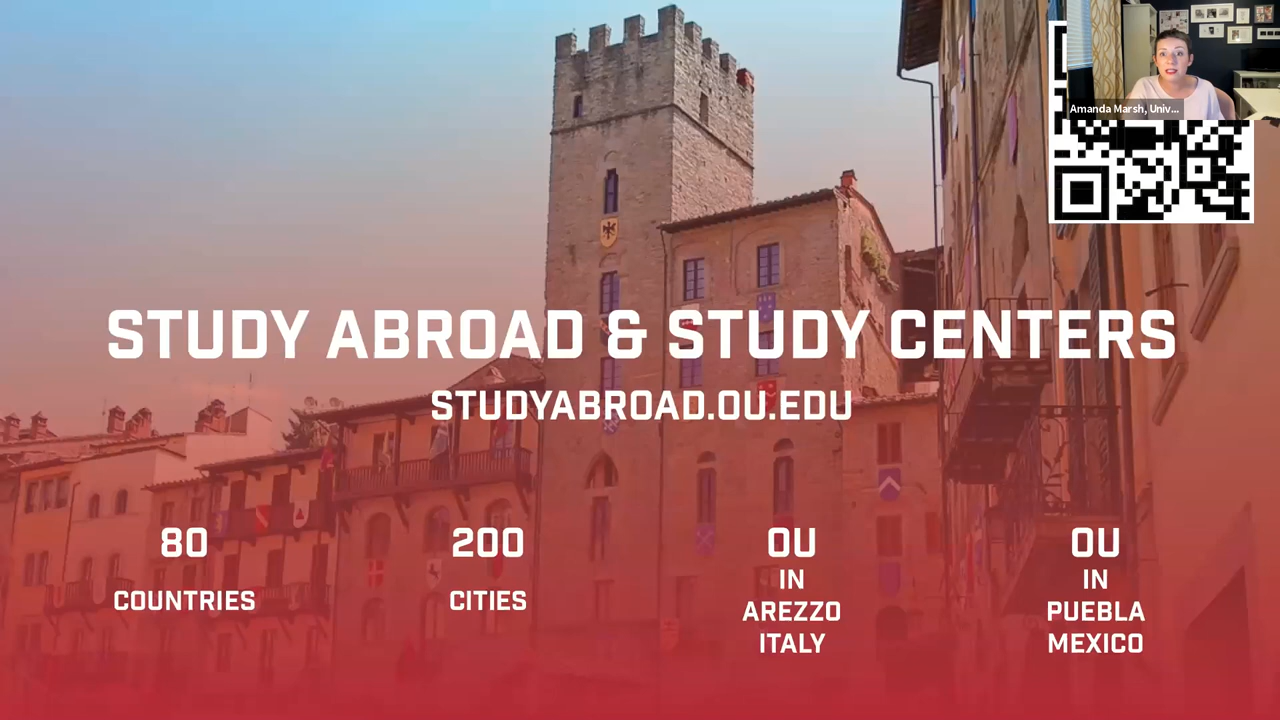 Amanda Marsh, Univ...
STUDY ABROAD & STUDY CENTERS
STUDYABROAD.OU.EDU
80
COUNTRIES
200
CITIES
OU
IN
AREZZO
ITALY
OU
IN
PUEBLA
MEXICO